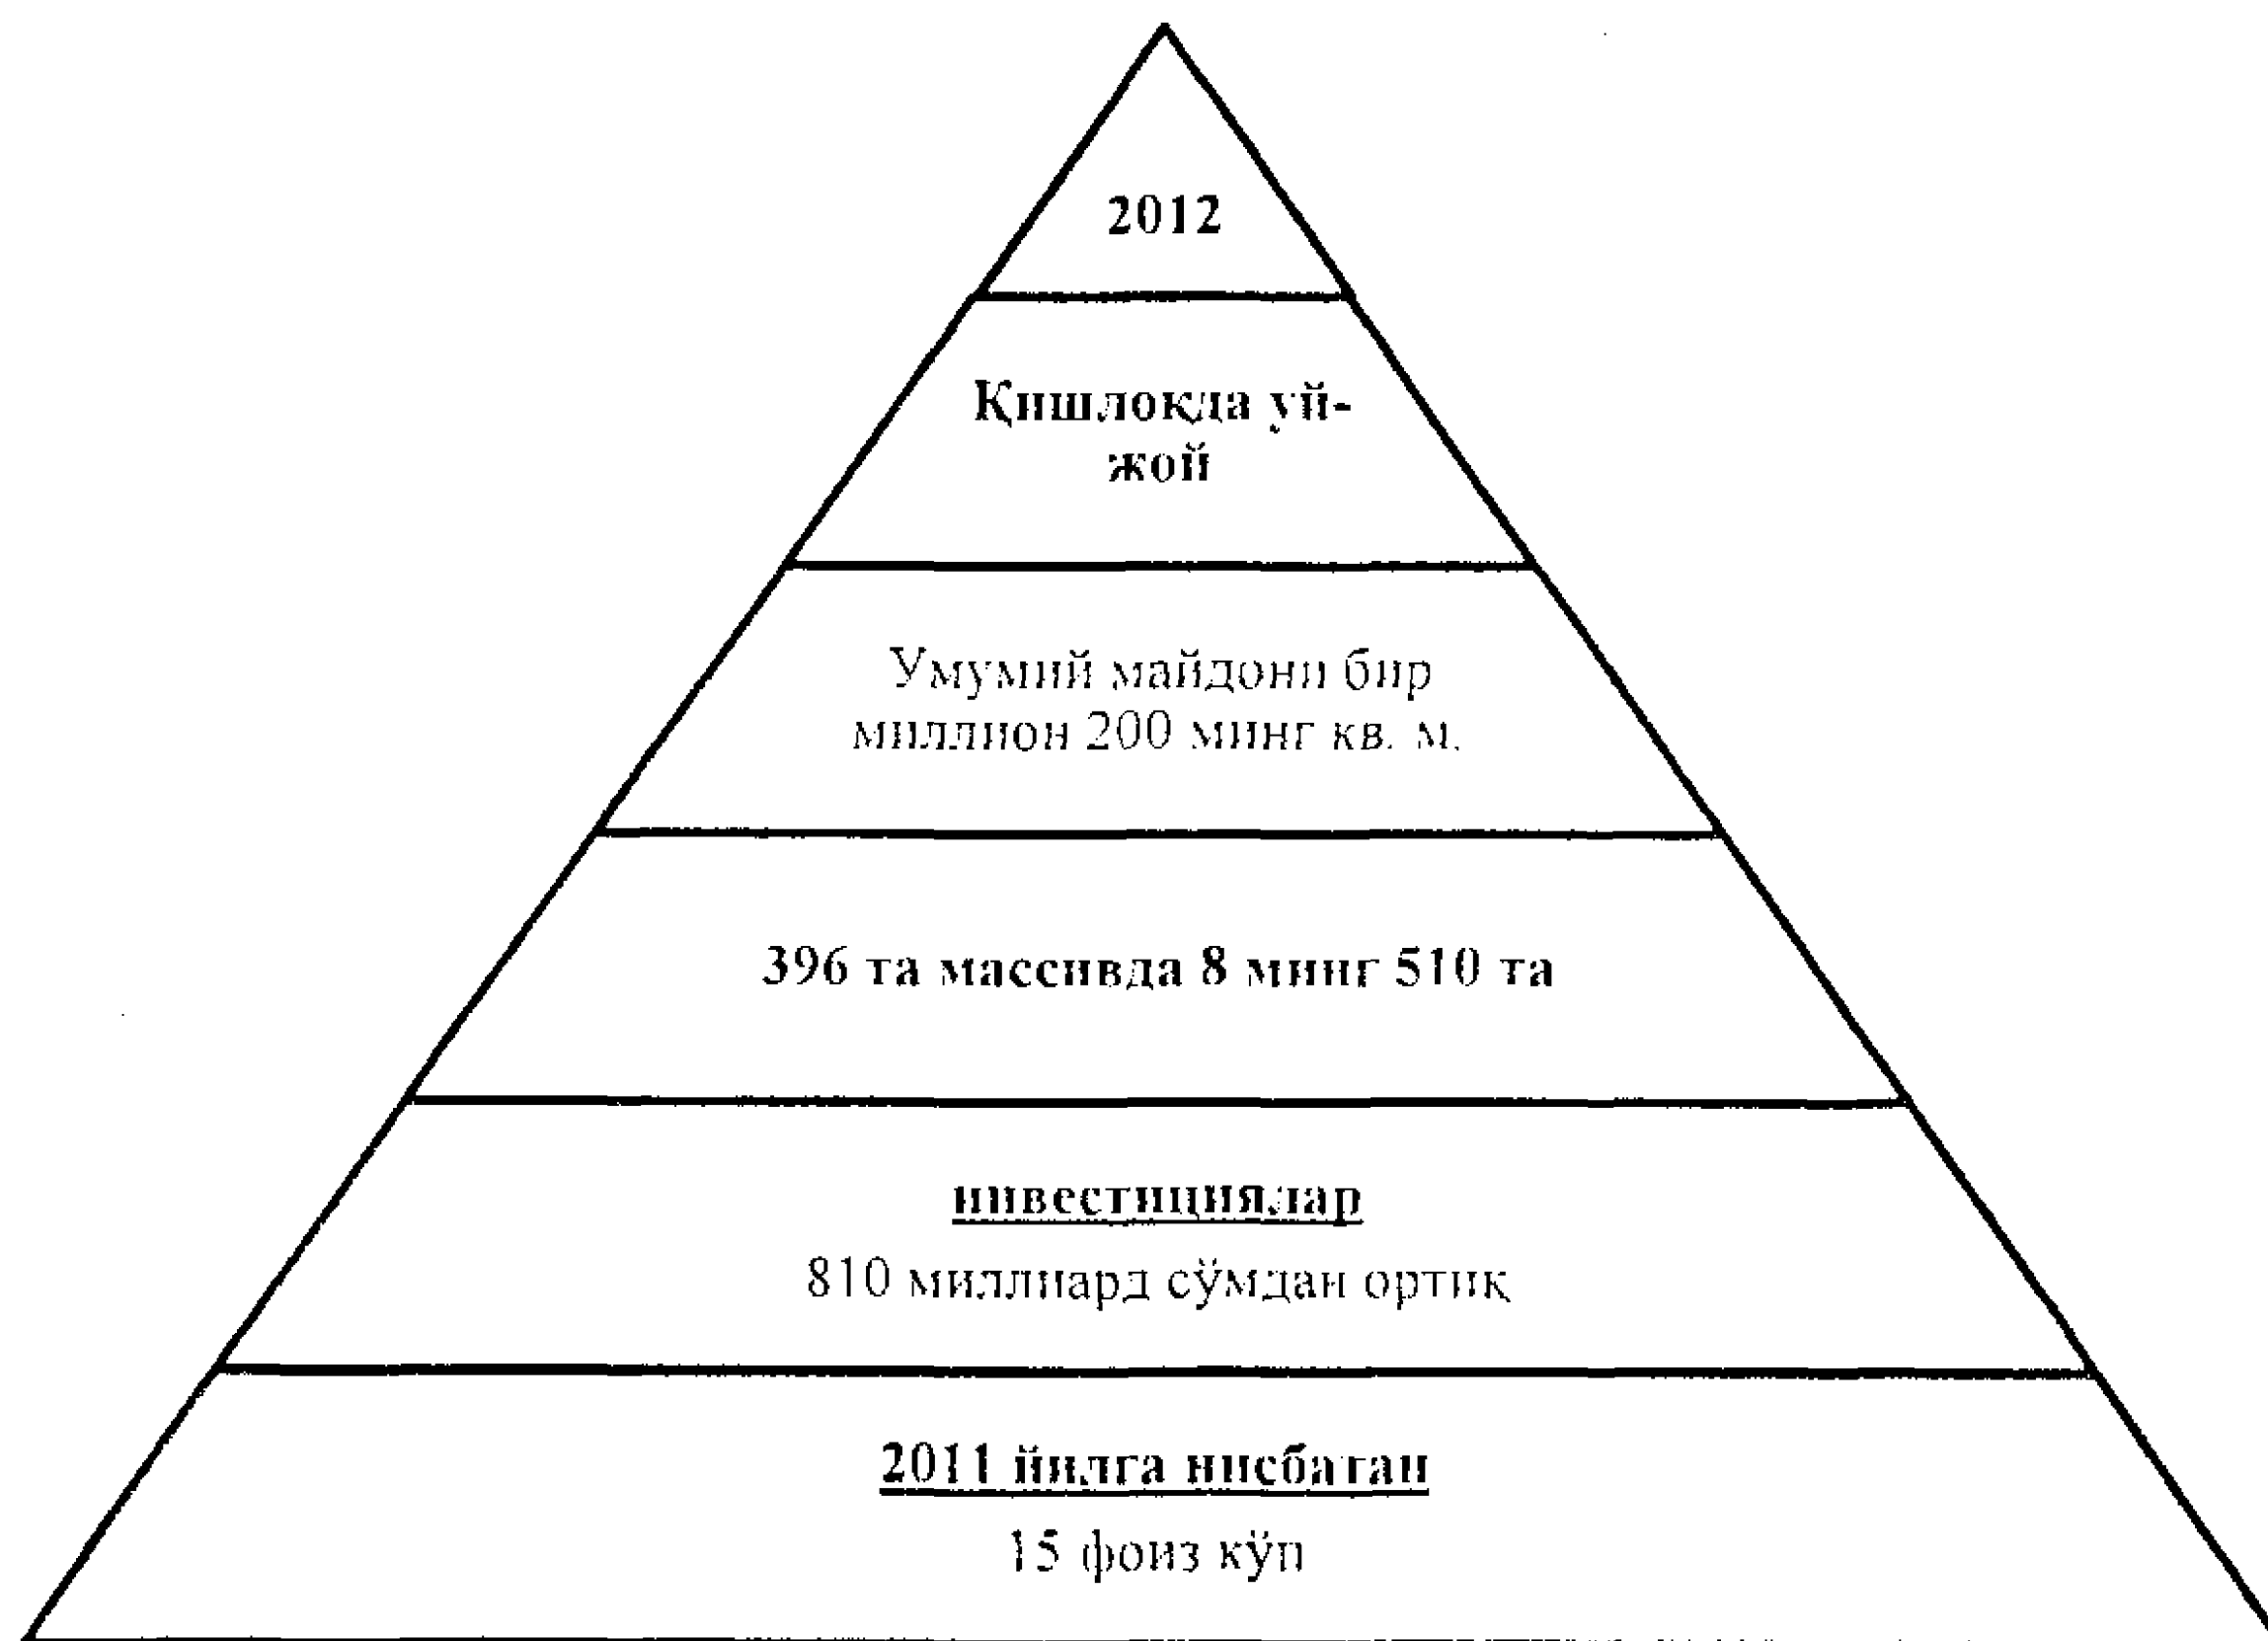 2012
Қишлоқда уй-
жой
Умумий майдони бир
миллион 200 минг кв. м.
396 та массивда 8 минг 510 та
инвестициялар
810 миллиард сўмдан ортиқ
2011 йилга нисбатан
15 фоиз кўп